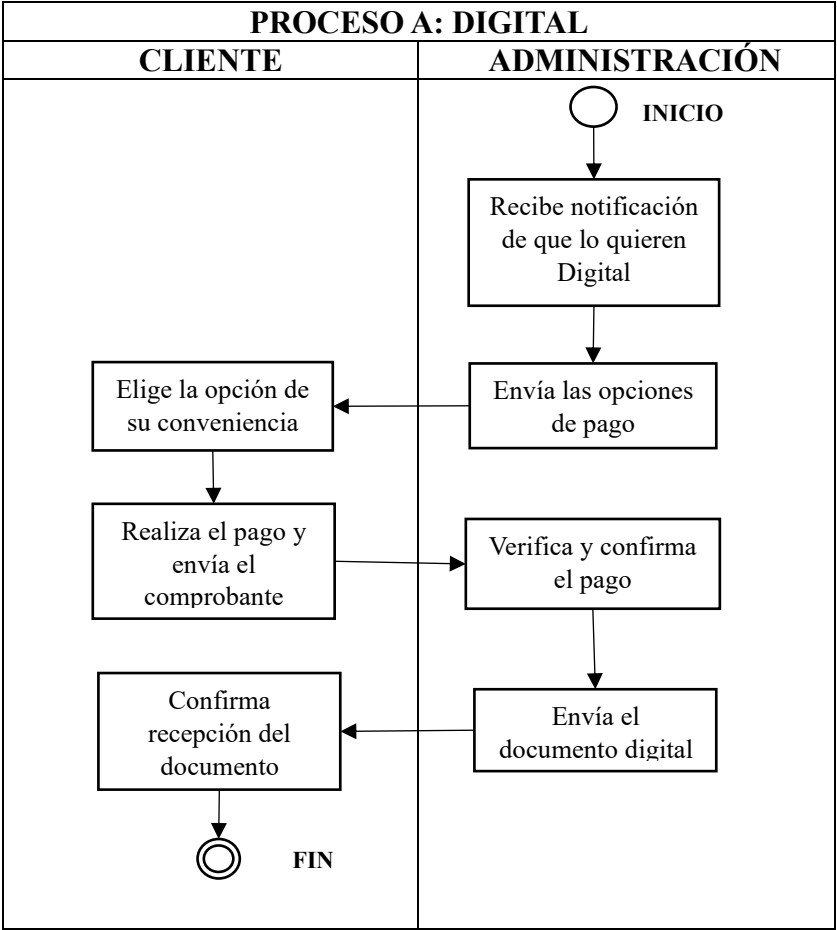 PROCESO A: DIGITAL
CLIENTE
ADMINISTRACIÓN
INICIO
Recibe notificación
de que lo quieren
Digital
Envía las opciones
de pago
Elige la opción de
su conveniencia
Realiza el pago y
envía el
comprobante
Verifica y confirma
el pago
Envía el
documento digital
Confirma
recepción del
documento
FIN